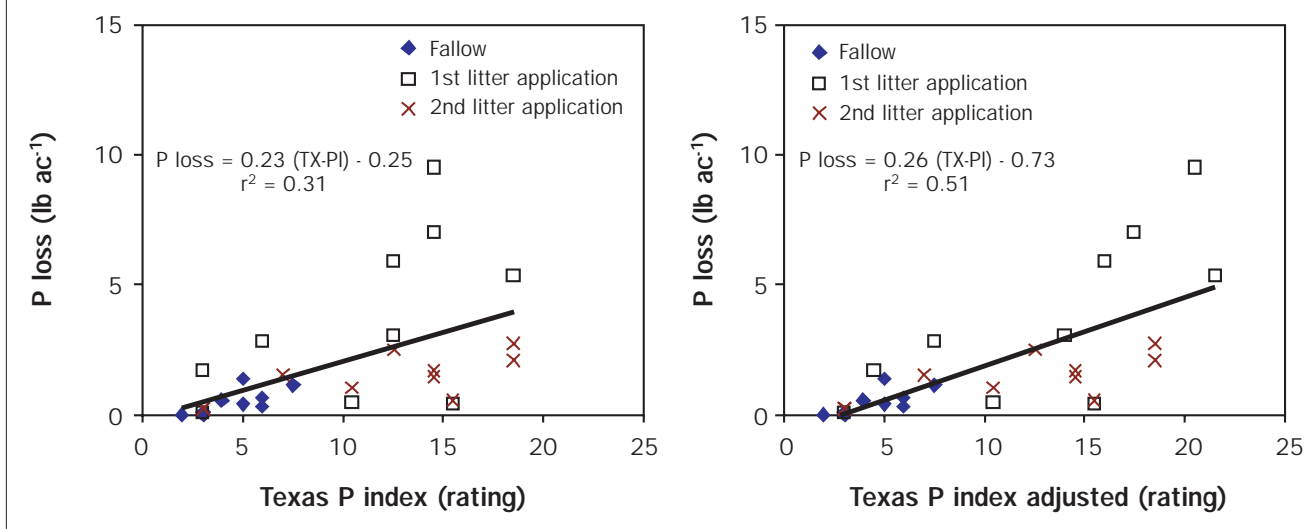 15
10
5
0
P loss (lb ac⁻¹)
Fallow
1st litter application
2nd litter application
P loss = 0.23 (TX-PI) - 0.25
r² = 0.31
0 5 10 15 20 25
Texas P index (rating)
15
10
5
0
P loss (lb ac⁻¹)
Fallow
1st litter application
2nd litter application
P loss = 0.26 (TX-PI) - 0.73
r² = 0.51
0 5 10 15 20 25
Texas P index adjusted (rating)